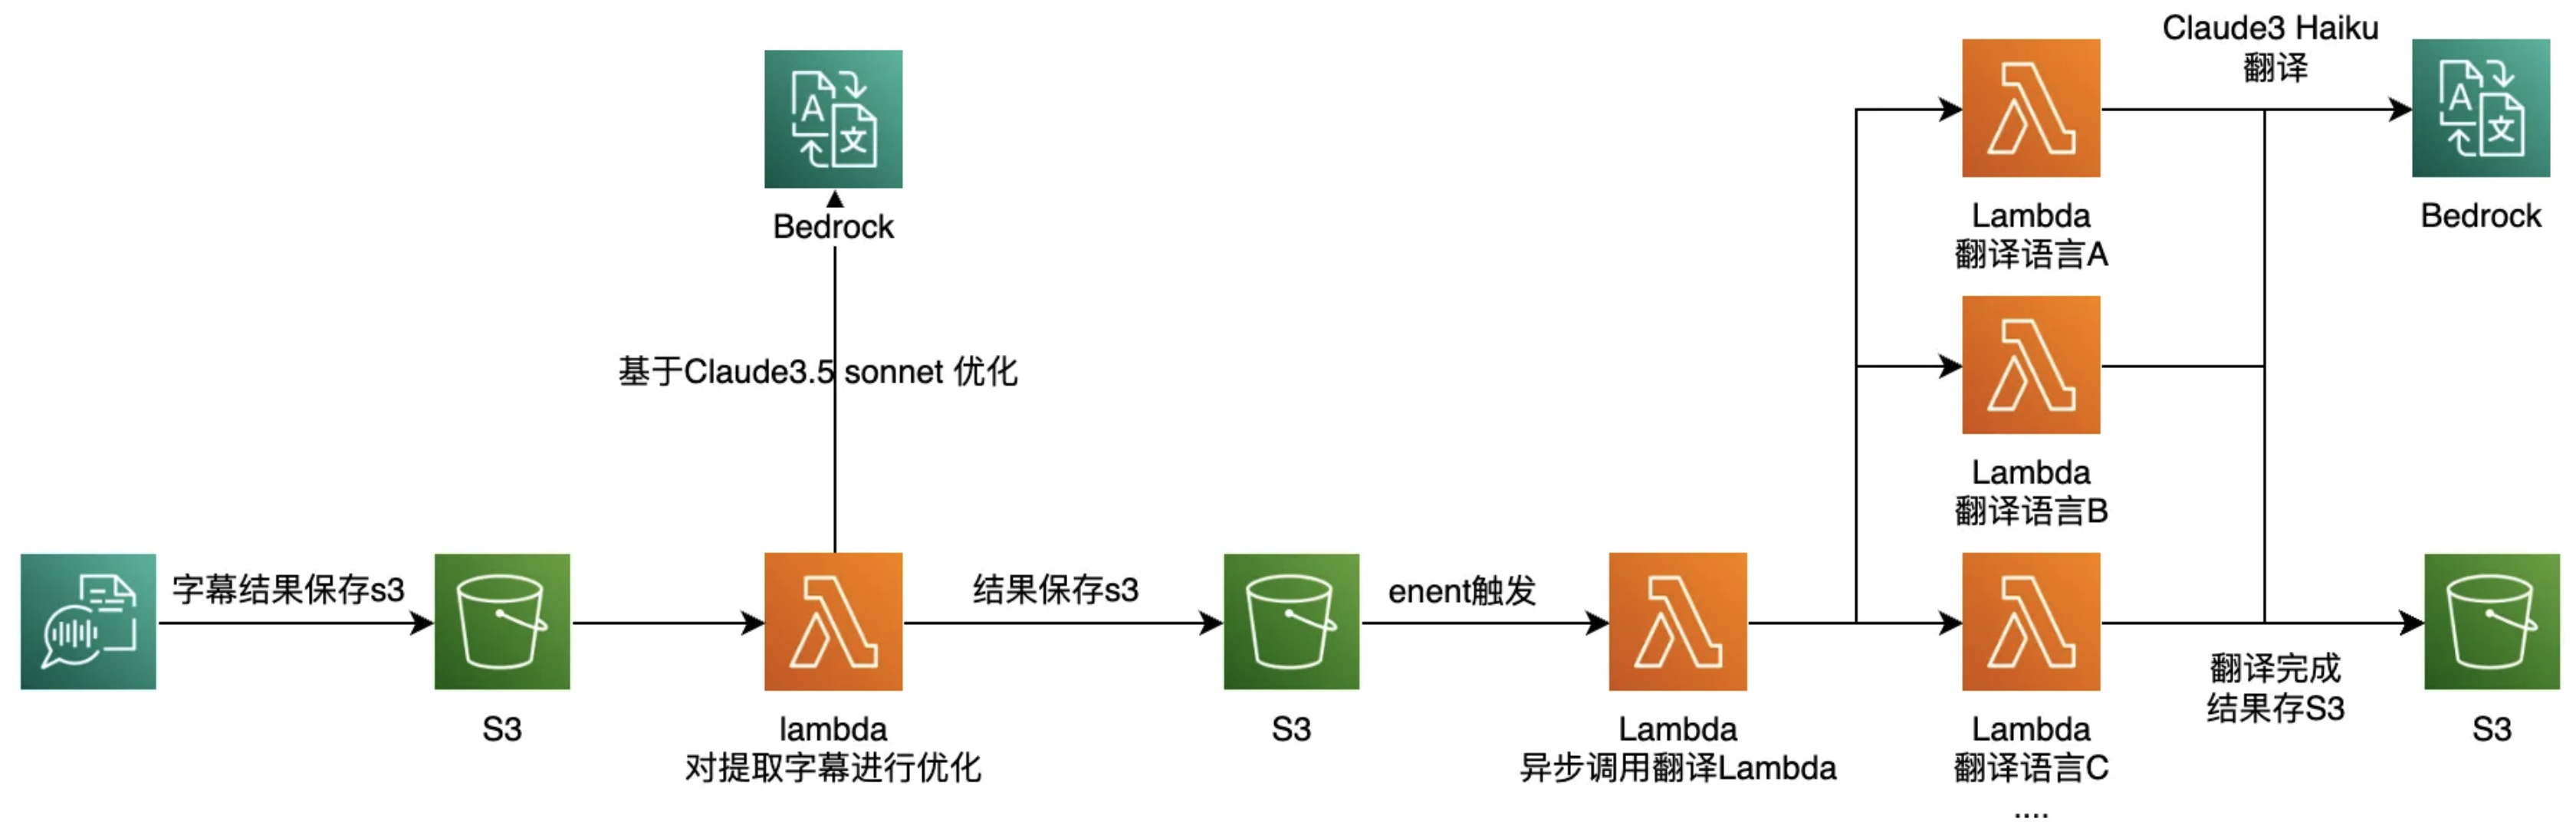 Claude3 Haiku
翻译
Bedrock
Bedrock
Lambda
翻译语言A
基于Claude3.5 sonnet 优化
Lambda
翻译语言B
字幕结果保存s3
结果保存s3
enent触发
翻译完成
结果存S3
S3
lambda
对提取字幕进行优化
S3
Lambda
异步调用翻译Lambda
Lambda
翻译语言C
....
S3